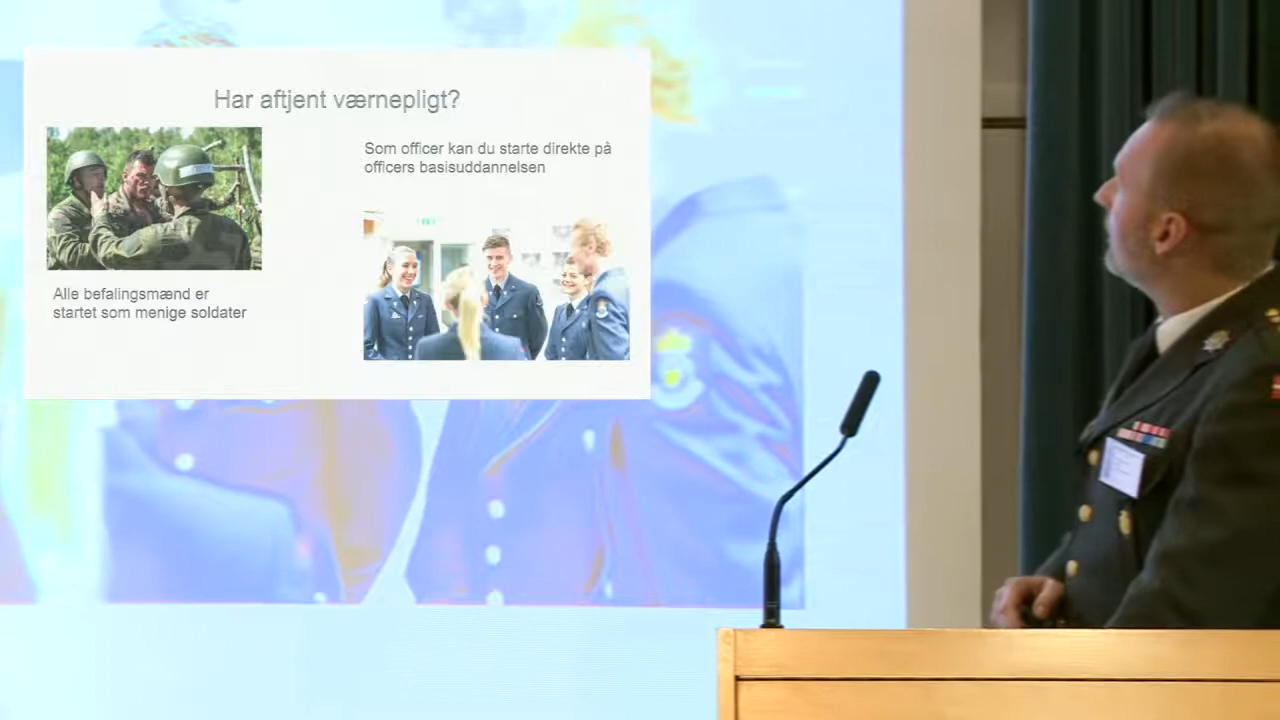 Har aftjent værnepligt?
Som officer kan du starte direkte på
officers basisuddannelsen
Alle befalingsmænd er
startet som menige soldater